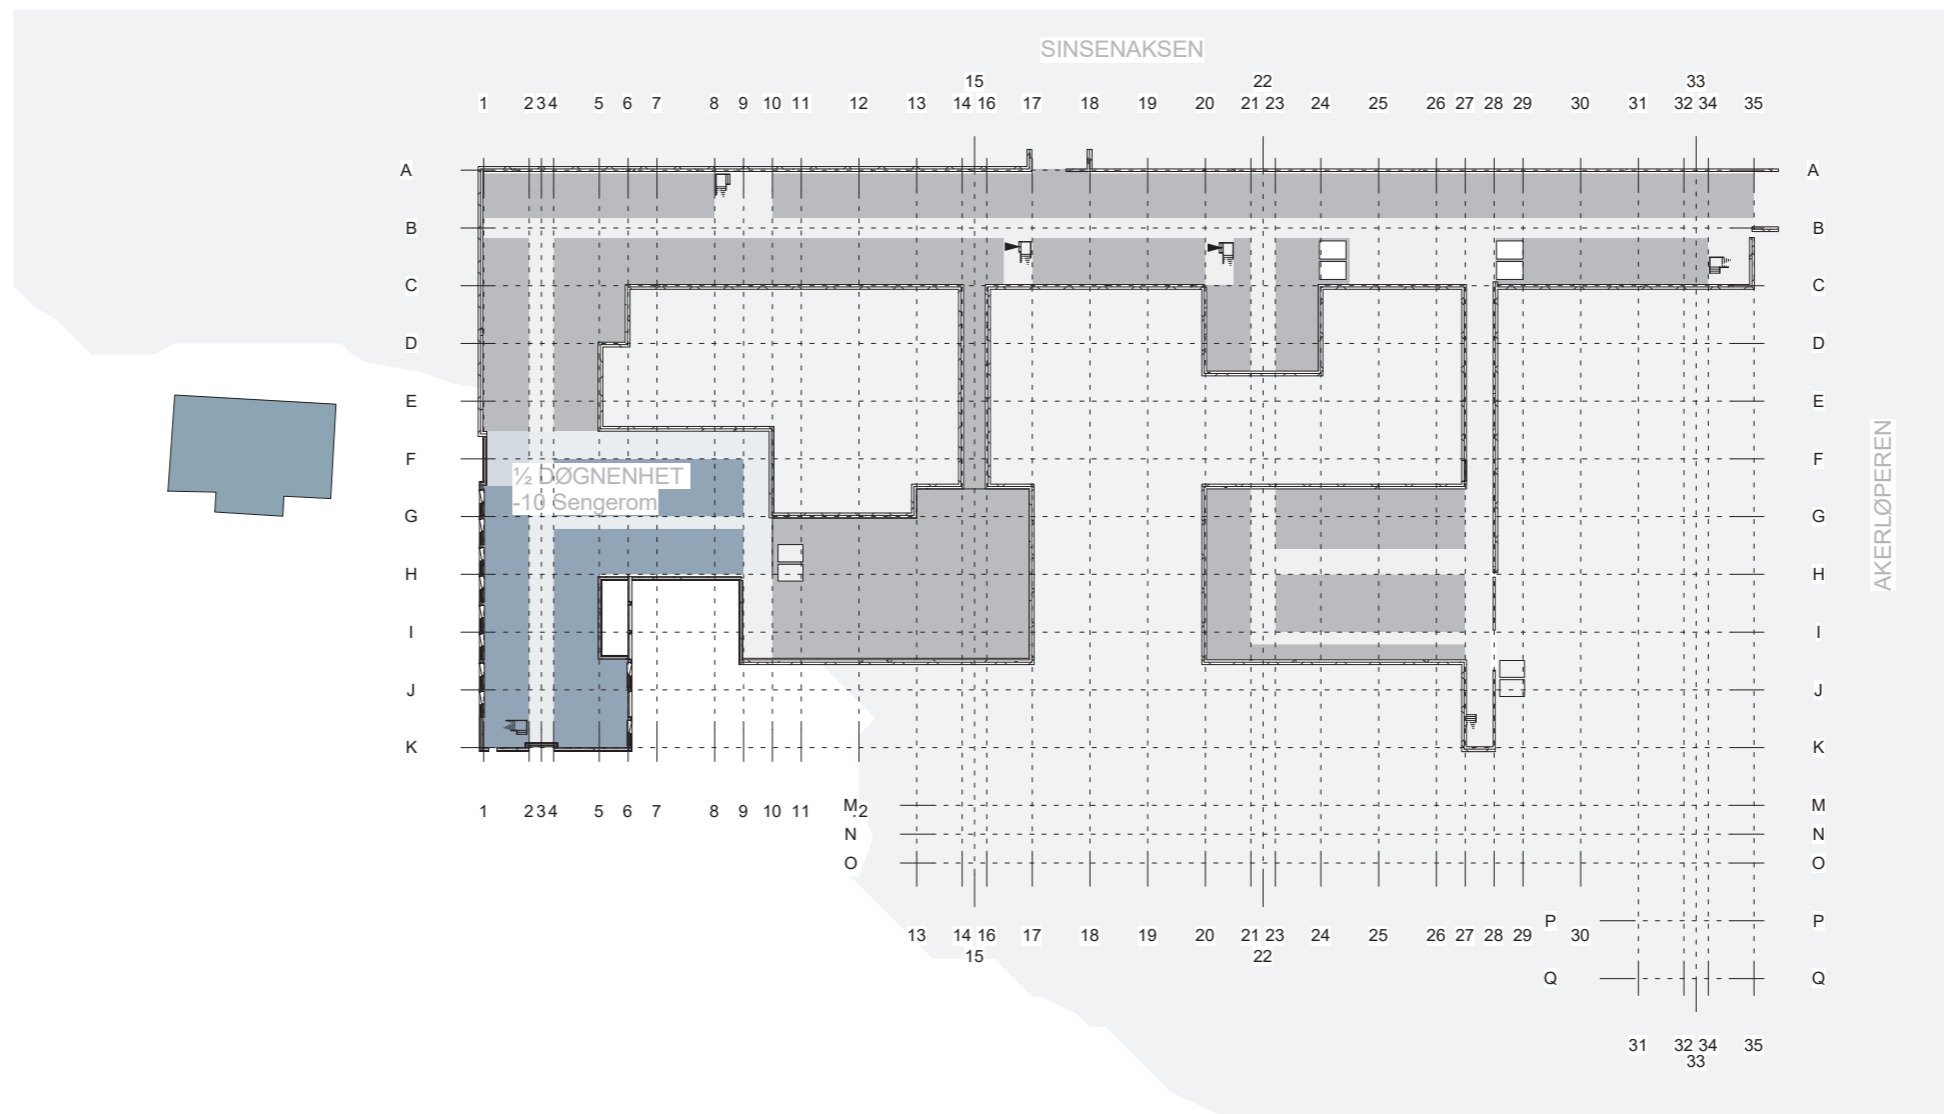 SINSENAKSEN
15 22 33
1 2 3 4 5 6 7 8 9 10 11 12 13 14 16 17 18 19 20 21 23 24 25 26 27 28 29 30 31 32 34 35
A A
B B
C C
D D
E E
F F
½ DØGNENHET
-10 Sengerom
G G
H H
I I
J J
K K
AKERLØPEREN
M M
1 2 3 4 5 6 7 8 9 10 11 .2
N N
O O
P P
13 14 16 17 18 19 20 21 23 24 25 26 27 28 29 30
15 22
Q Q
31 32 34 35
33